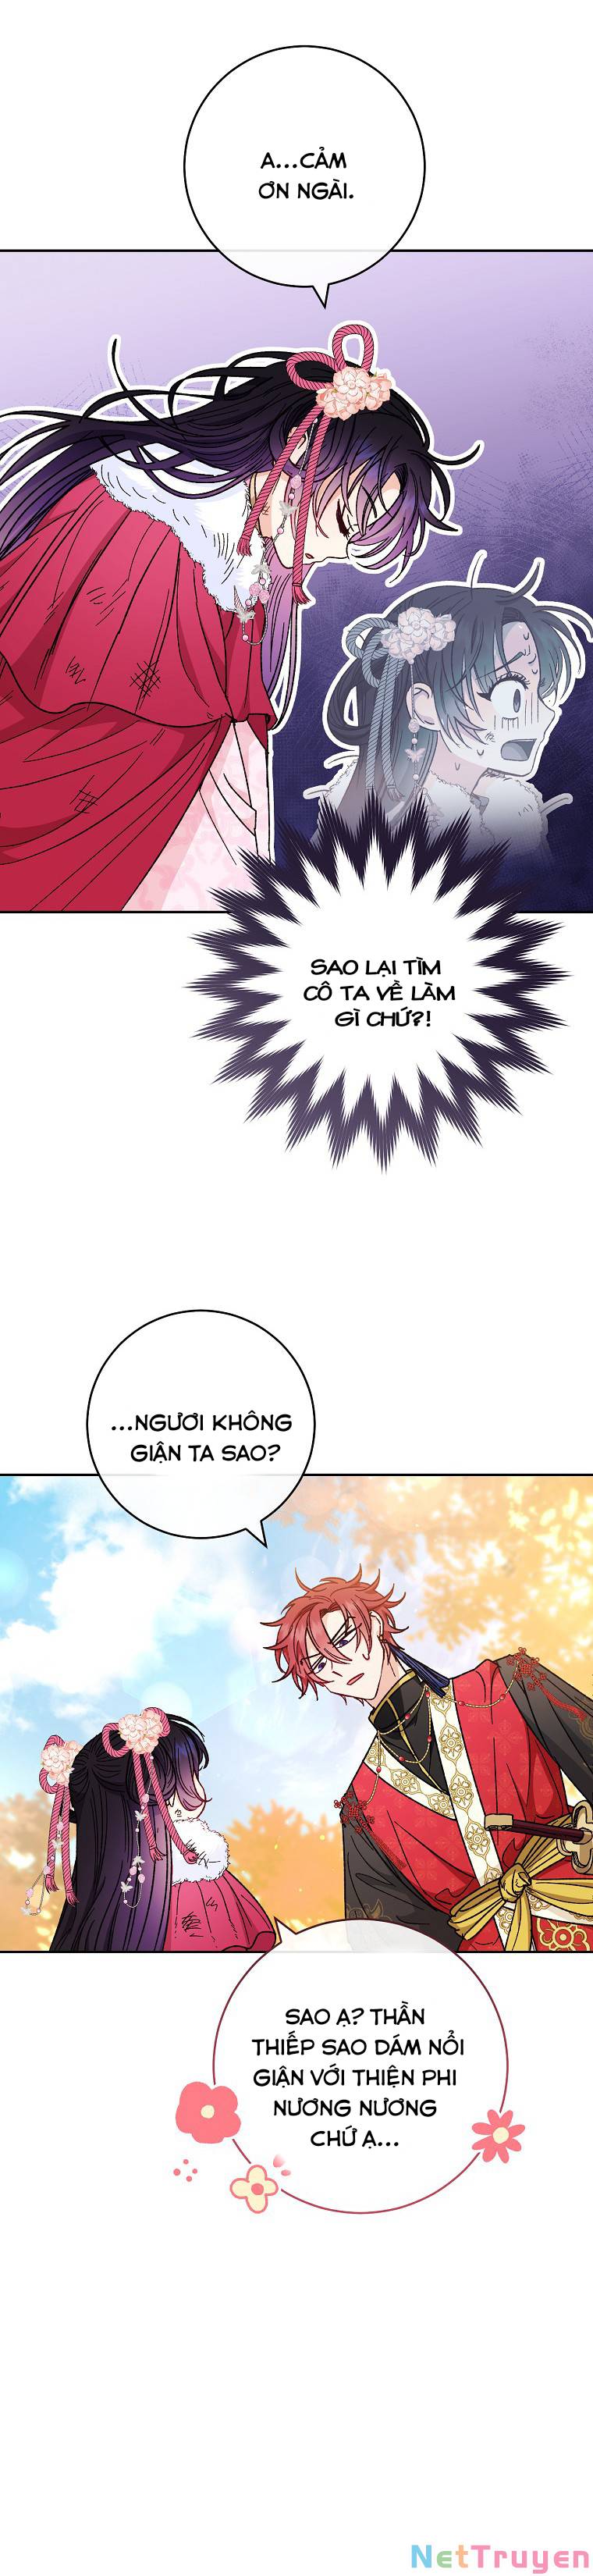 A...CẢM
ƠN NGÀI.
SAO LẠI TÌM
CÔ TA VỀ LÀM
GÌ CHỨ?!
...NGƯƠI KHÔNG
GIẬN TA SAO?
SAO Ạ? THẦN
THIẾP SAO DÁM NỔI
GIẬN VỚI THIỆN PHI
NƯƠNG NƯƠNG
CHỨ Ạ...
NetTruyen